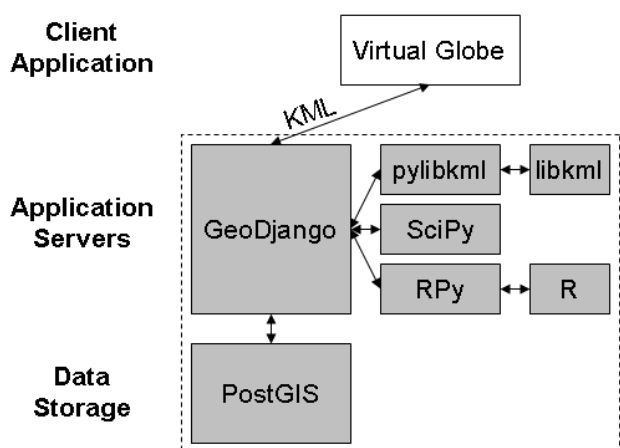 Client
Application
Virtual Globe
KML
Application
Servers
GeoDjango
pylibkml
libkml
SciPy
RPy
R
Data
Storage
PostGIS